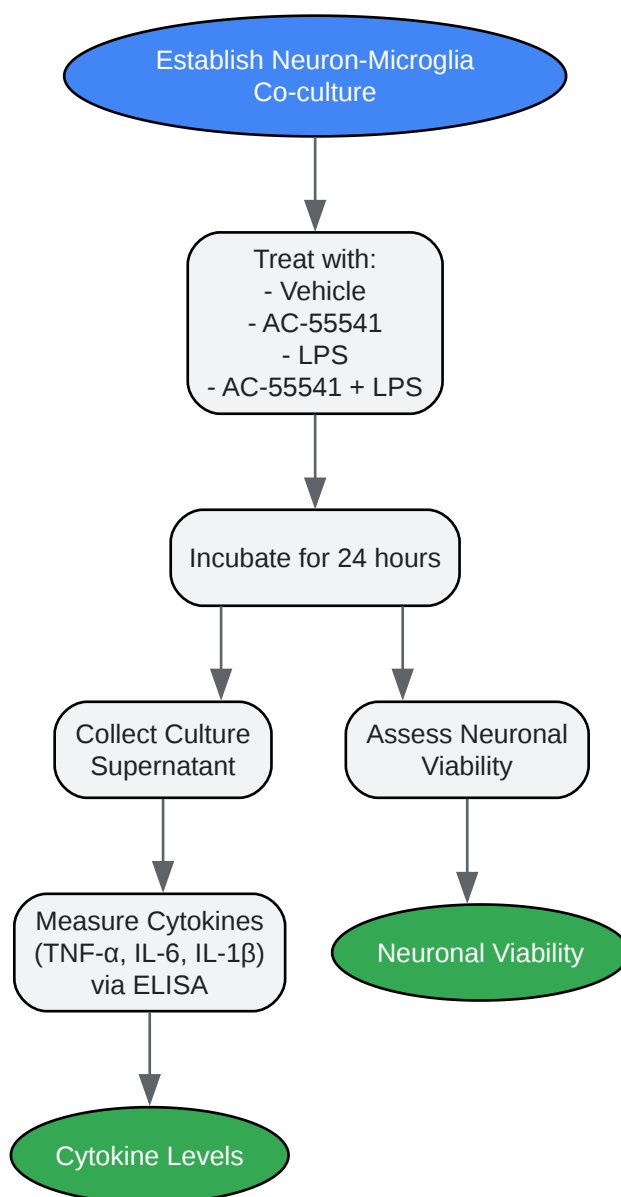 Establish Neuron-Microglia
Co-culture
Treat with:
- Vehicle
- AC-55541
- LPS
- AC-55541 + LPS
Incubate for 24 hours
Collect Culture
Supernatant
Assess Neuronal
Viability
Measure Cytokines
(TNF-α, IL-6, IL-1β)
via ELISA
Neuronal Viability
Cytokine Levels